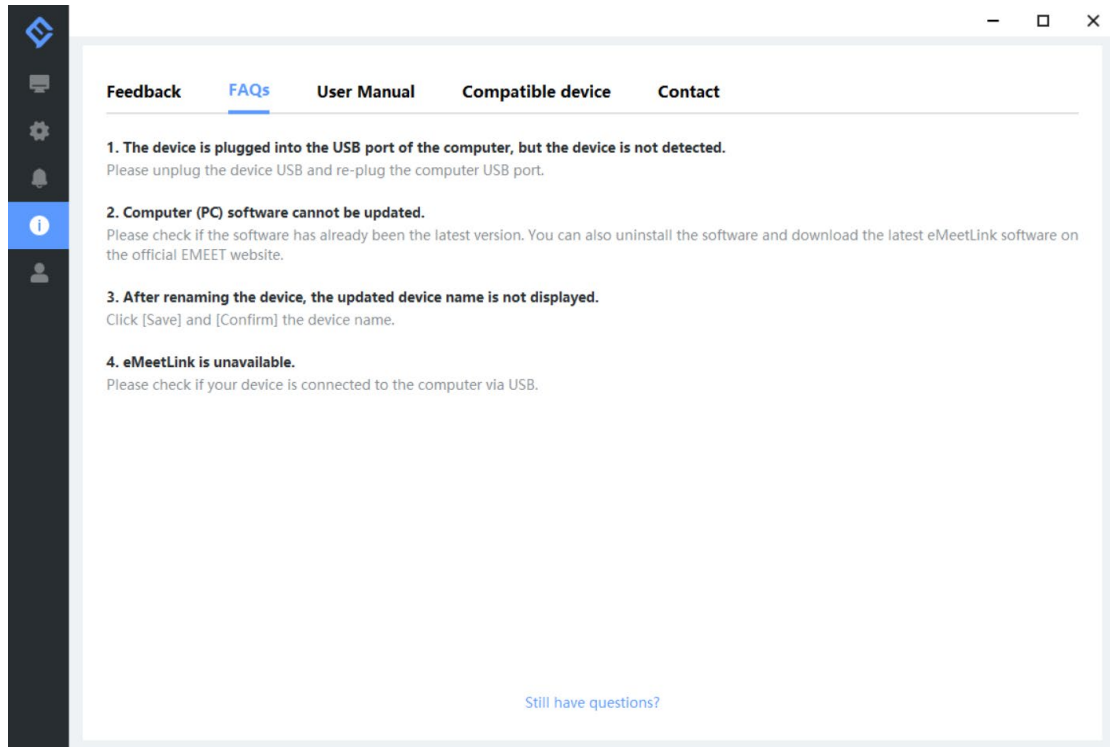 Feedback FAQs User Manual Compatible device Contact
1. The device is plugged into the USB port of the computer, but the device is not detected.
Please unplug the device USB and re-plug the computer USB port.
2. Computer (PC) software cannot be updated.
Please check if the software has already been the latest version. You can also uninstall the software and download the latest eMeetLink software on
the official EMEET website.
3. After renaming the device, the updated device name is not displayed.
Click [Save] and [Confirm] the device name.
4. eMeetLink is unavailable.
Please check if your device is connected to the computer via USB.
Still have questions?